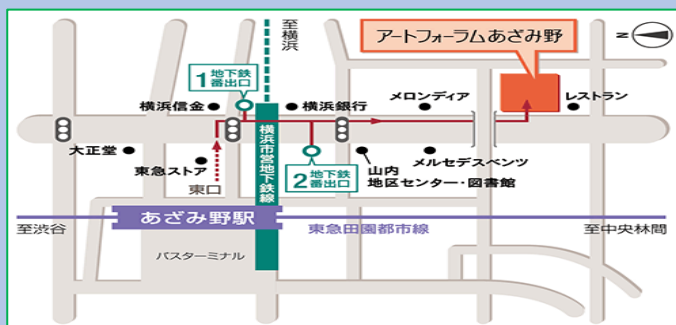 至横浜
アートフォーラムあざみ野
N
1 地下鉄
番出口
横浜信金
横浜銀行
メロンディア
レストラン
大正堂
東急ストア
東口
横浜市営地下鉄線
2 地下鉄
番出口
山内
地区センター・図書館
メルセデスベンツ
あざみ野駅
至渋谷
東急田園都市線
至中央林間
バスターミナル